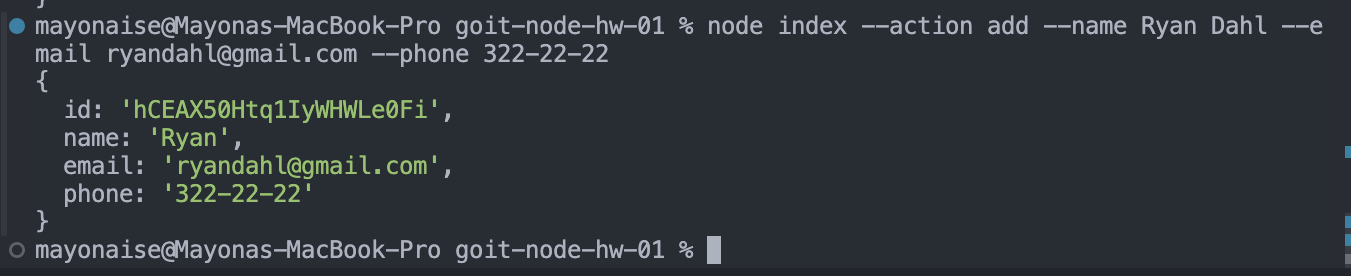 }
mayonaise@Mayonas-MacBook-Pro goit-node-hw-01 % node index --action add --name Ryan Dahl --e
mail ryandahl@gmail.com --phone 322-22-22
{
  id: 'hCEAX50Htq1IyWHWLe0Fi',
  name: 'Ryan',
  email: 'ryandahl@gmail.com',
  phone: '322-22-22'
}
mayonaise@Mayonas-MacBook-Pro goit-node-hw-01 %